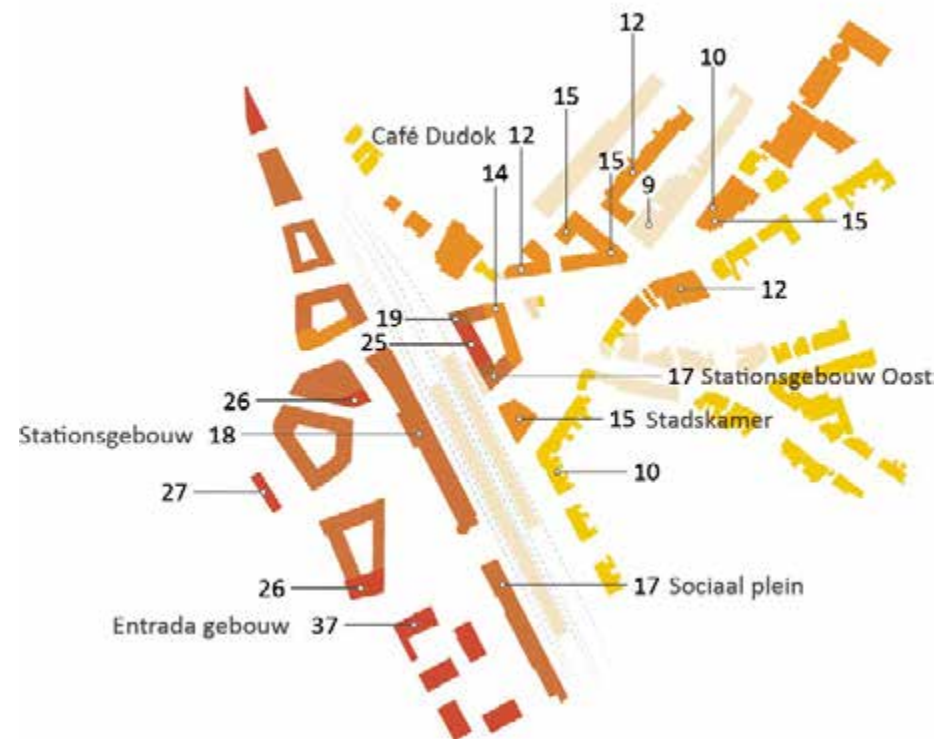 12
10
15
Café Dudok 12
15
14
9
15
12
19
25
17 Stationsgebouw Oost
26
15 Stadskamer
Stationsgebouw 18
10
27
26
17 Sociaal plein
Entrada gebouw 37